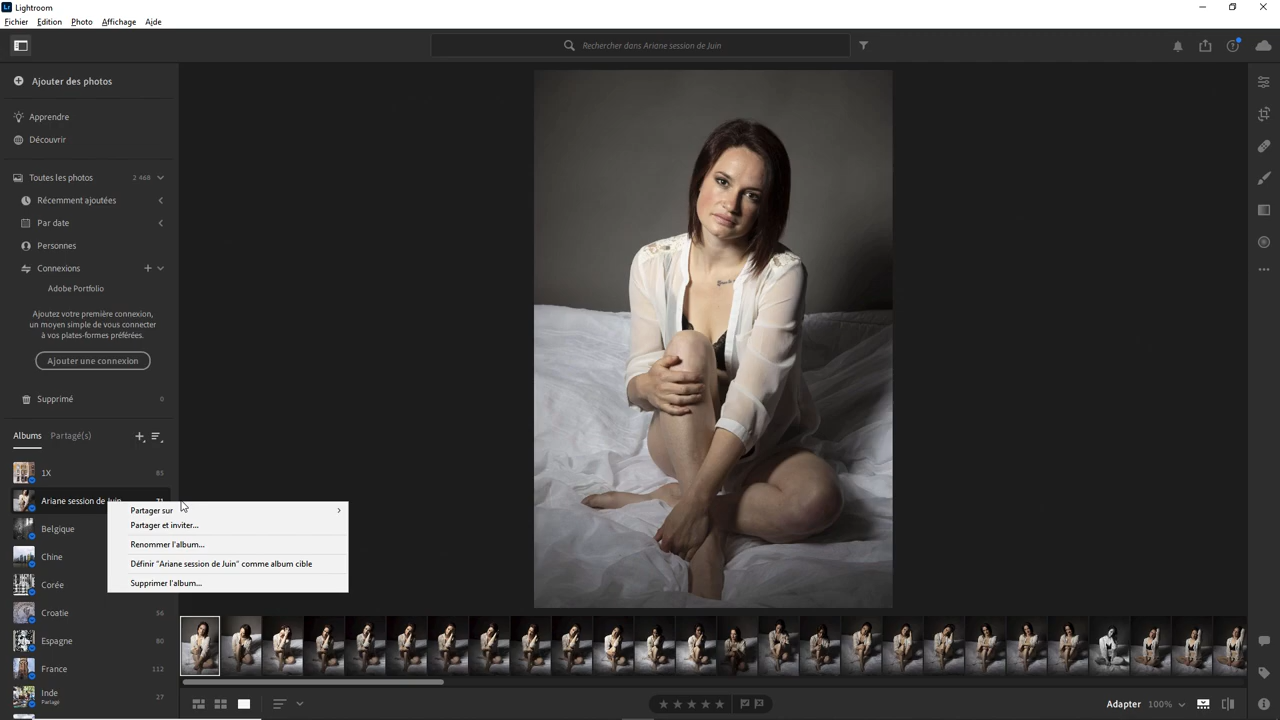 Lightroom
Fichier Edition Photo Affichage Aide
Rechercher dans Ariane session de Juin
Ajouter des photos
Apprendre
Découvrir
Toutes les photos 2 468
Récemment ajoutées
Par date
Personnes
Connexions
Adobe Portfolio
Ajoutez votre première connexion,
un moyen simple de vous connecter
à vos plates-formes préférées.
Ajouter une connexion
Supprimé 0
Albums Partagé(s)
1X 85
Ariane session de Juin 71
Partager sur
Partager et inviter...
Renommer l'album...
Définir "Ariane session de Juin" comme album cible
Supprimer l'album...
Belgique
Chine
Corée
Croatie 56
Espagne 80
France 112
Inde 27
Partagé
Adapter 100%